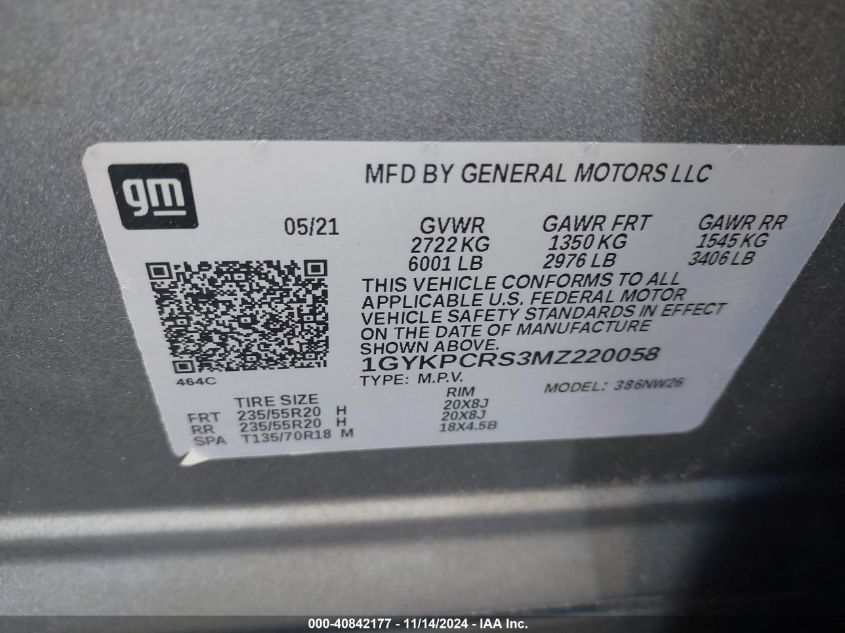 gm
MFD BY GENERAL MOTORS LLC
05/21 GVWR GAWR FRT GAWR RR
2722 KG 1350 KG 1545 KG
6001 LB 2976 LB 3406 LB
THIS VEHICLE CONFORMS TO ALL
APPLICABLE U.S. FEDERAL MOTOR
VEHICLE SAFETY STANDARDS IN EFFECT
ON THE DATE OF MANUFACTURE
SHOWN ABOVE.
1GYKPCRS3MZ220058
464C
TYPE: M.P.V. MODEL: 386NW26
TIRE SIZE RIM
FRT 235/55R20 H 20X8J
RR 235/55R20 H 20X8J
SPA T135/70R18 M 18X4.5B
000-40842177 - 11/14/2024 - IAA Inc.